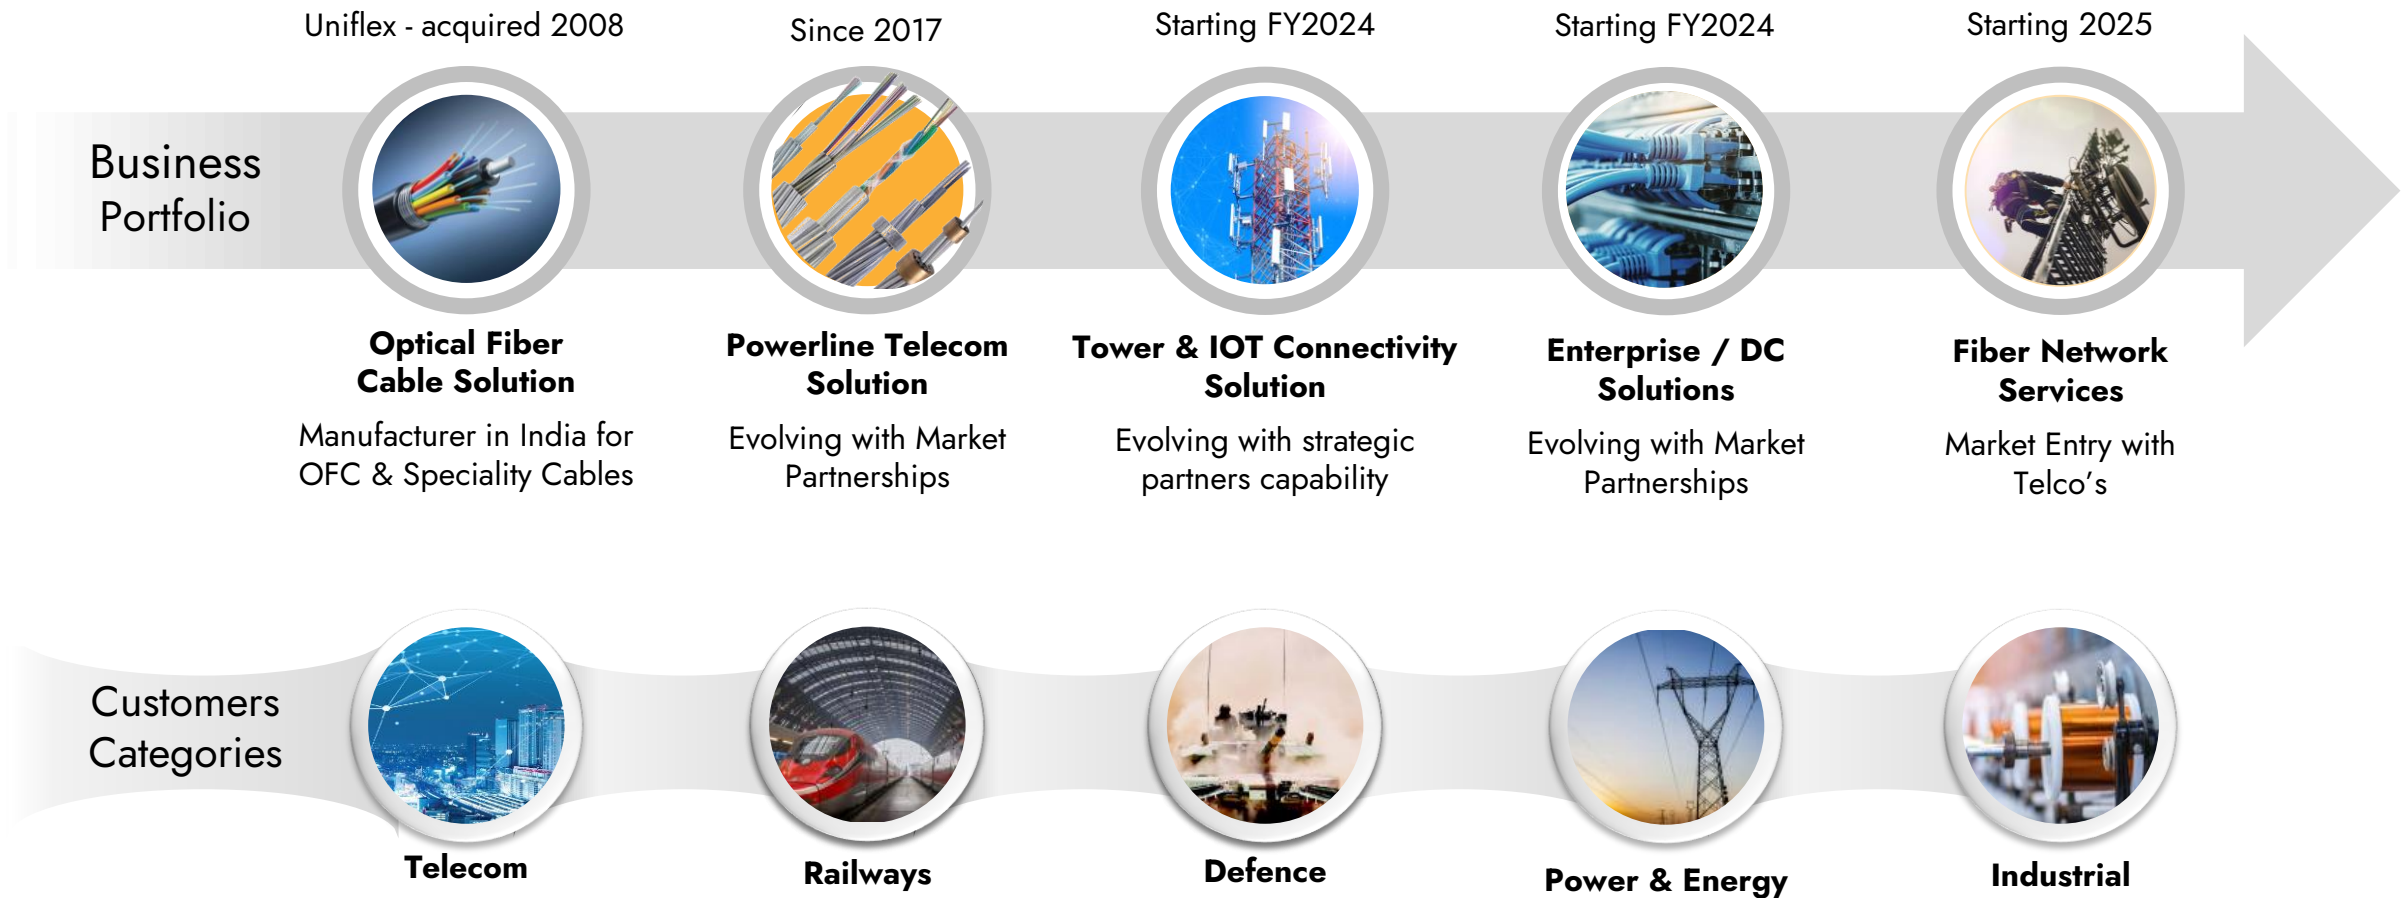 Uniflex - acquired 2008
Since 2017
Starting FY2024
Starting FY2024
Starting 2025
Business
Portfolio
Optical Fiber
Cable Solution
Manufacturer in India for
OFC & Speciality Cables
Powerline Telecom
Solution
Evolving with Market
Partnerships
Tower & IOT Connectivity
Solution
Evolving with strategic
partners capability
Enterprise / DC
Solutions
Evolving with Market
Partnerships
Fiber Network
Services
Market Entry with
Telco’s
Customers
Categories
Telecom
Railways
Defence
Power & Energy
Industrial